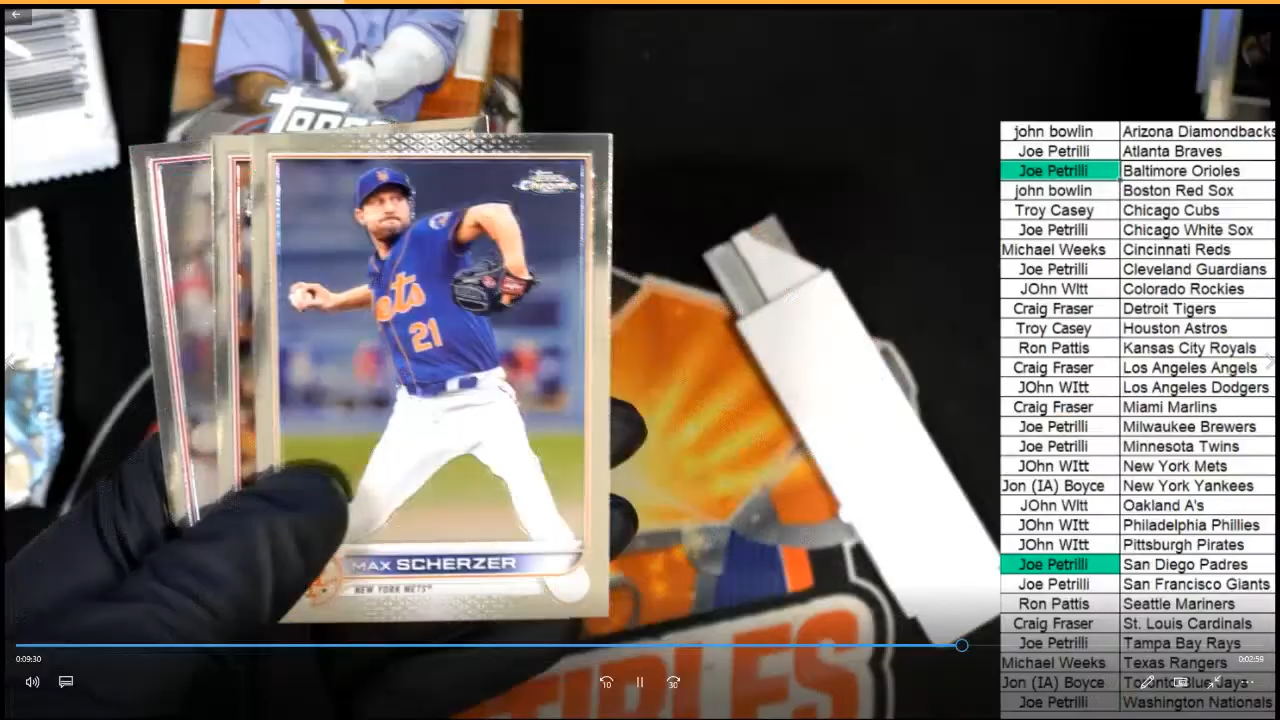 TOPPS
Topps
Chrome
Mets
21
MAX SCHERZER
NEW YORK METS
john bowlin Arizona Diamondbacks
Joe Petrilli Atlanta Braves
Joe Petrilli Baltimore Orioles
john bowlin Boston Red Sox
Troy Casey Chicago Cubs
Joe Petrilli Chicago White Sox
Michael Weeks Cincinnati Reds
Joe Petrilli Cleveland Guardians
JOhn WItt Colorado Rockies
Craig Fraser Detroit Tigers
Troy Casey Houston Astros
Ron Pattis Kansas City Royals
Craig Fraser Los Angeles Angels
JOhn WItt Los Angeles Dodgers
Craig Fraser Miami Marlins
Joe Petrilli Milwaukee Brewers
Joe Petrilli Minnesota Twins
JOhn WItt New York Mets
Jon (IA) Boyce New York Yankees
JOhn WItt Oakland A's
JOhn WItt Philadelphia Phillies
JOhn WItt Pittsburgh Pirates
Joe Petrilli San Diego Padres
Joe Petrilli San Francisco Giants
Ron Pattis Seattle Mariners
Craig Fraser St. Louis Cardinals
Joe Petrilli Tampa Bay Rays
Michael Weeks Texas Rangers
Jon (IA) Boyce Toronto Blue Jays
Joe Petrilli Washington Nationals
0:09:30
0:02:59
10
30